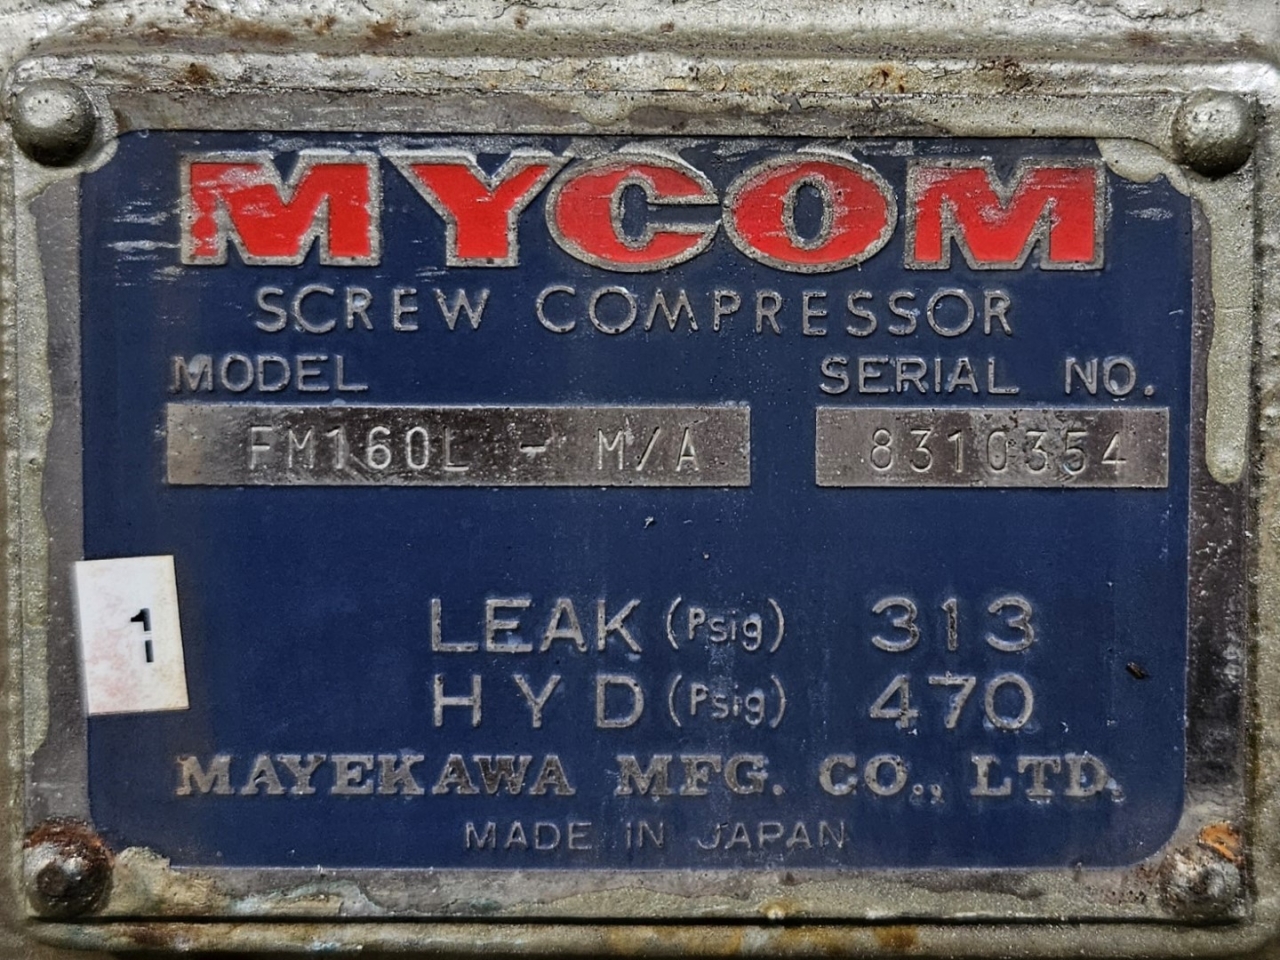 MYCOM
SCREW COMPRESSOR
MODEL SERIAL NO.
FM160L - M/A 8310354
LEAK (Psig) 313
HYD (Psig) 470
MAYEKAWA MFG. CO., LTD.
MADE IN JAPAN